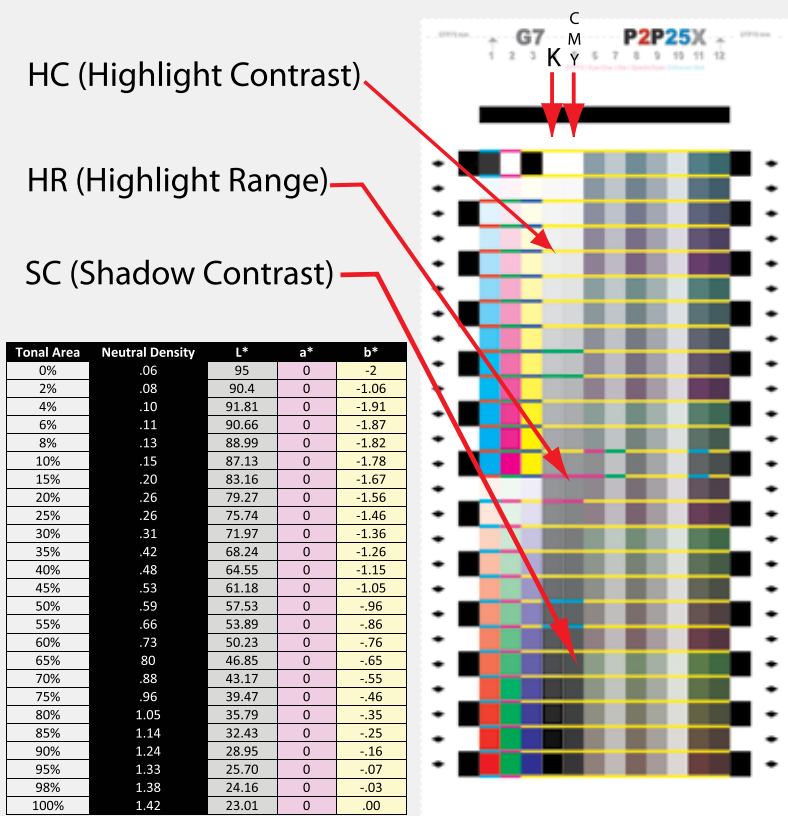 C
M
Y
K
G7
P2P25X
1 2 3 6 7 8 9 10 11 12
HC (Highlight Contrast)
HR (Highlight Range)
SC (Shadow Contrast)
Tonal Area Neutral Density L* a* b*
0% .06 95 0 -2
2% .08 90.4 0 -1.06
4% .10 91.81 0 -1.91
6% .11 90.66 0 -1.87
8% .13 88.99 0 -1.82
10% .15 87.13 0 -1.78
15% .20 83.16 0 -1.67
20% .26 79.27 0 -1.56
25% .26 75.74 0 -1.46
30% .31 71.97 0 -1.36
35% .42 68.24 0 -1.26
40% .48 64.55 0 -1.15
45% .53 61.18 0 -1.05
50% .59 57.53 0 -.96
55% .66 53.89 0 -.86
60% .73 50.23 0 -.76
65% 80 46.85 0 -.65
70% .88 43.17 0 -.55
75% .96 39.47 0 -.46
80% 1.05 35.79 0 -.35
85% 1.14 32.43 0 -.25
90% 1.24 28.95 0 -.16
95% 1.33 25.70 0 -.07
98% 1.38 24.16 0 -.03
100% 1.42 23.01 0 .00